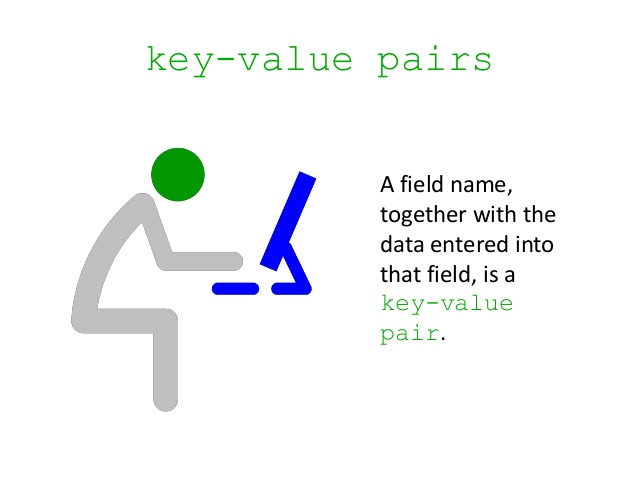 key-value pairs
A field name,
together with the
data entered into
that field, is a
key-value
pair.